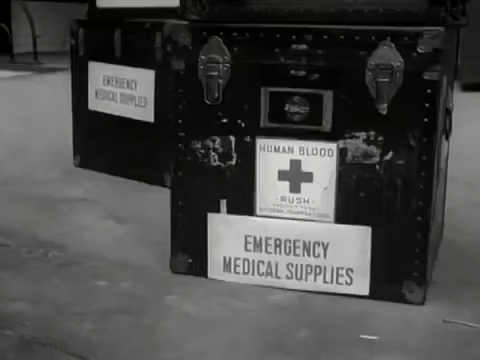 EMERGENCY
MEDICAL SUPPLIES
HUMAN BLOOD
RUSH
EMERGENCY
MEDICAL SUPPLIES